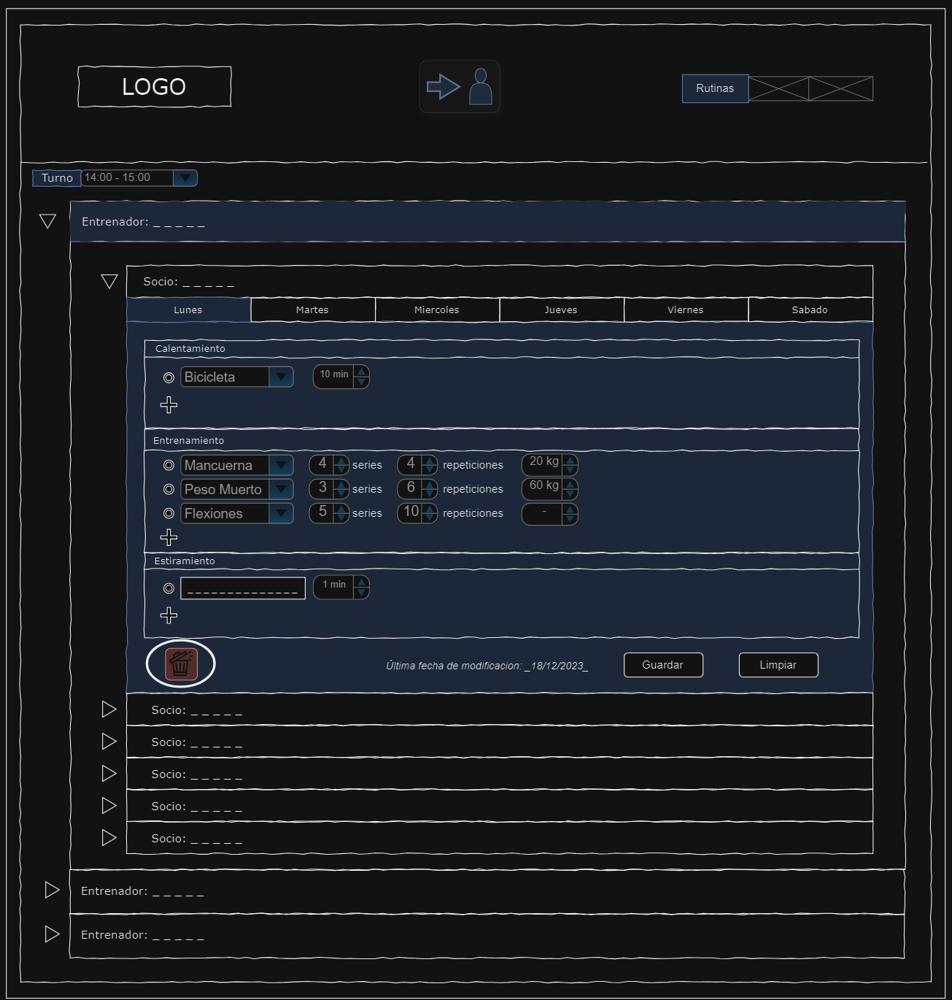 LOGO
Rutinas
Turno 14:00 - 15:00
Entrenador: _ _ _ _ _
Socio: _ _ _ _ _
Lunes Martes Miercoles Jueves Viernes Sabado
Calentamiento
Bicicleta 10 min
Entrenamiento
Mancuerna 4 series 4 repeticiones 20 kg
Peso Muerto 3 series 6 repeticiones 60 kg
Flexiones 5 series 10 repeticiones -
Estiramiento
_ _ _ _ _ _ _ _ _ _ _ _ _ _ 1 min
Última fecha de modificacion: _18/12/2023_ Guardar Limpiar
Socio: _ _ _ _ _
Socio: _ _ _ _ _
Socio: _ _ _ _ _
Socio: _ _ _ _ _
Socio: _ _ _ _ _
Entrenador: _ _ _ _ _
Entrenador: _ _ _ _ _